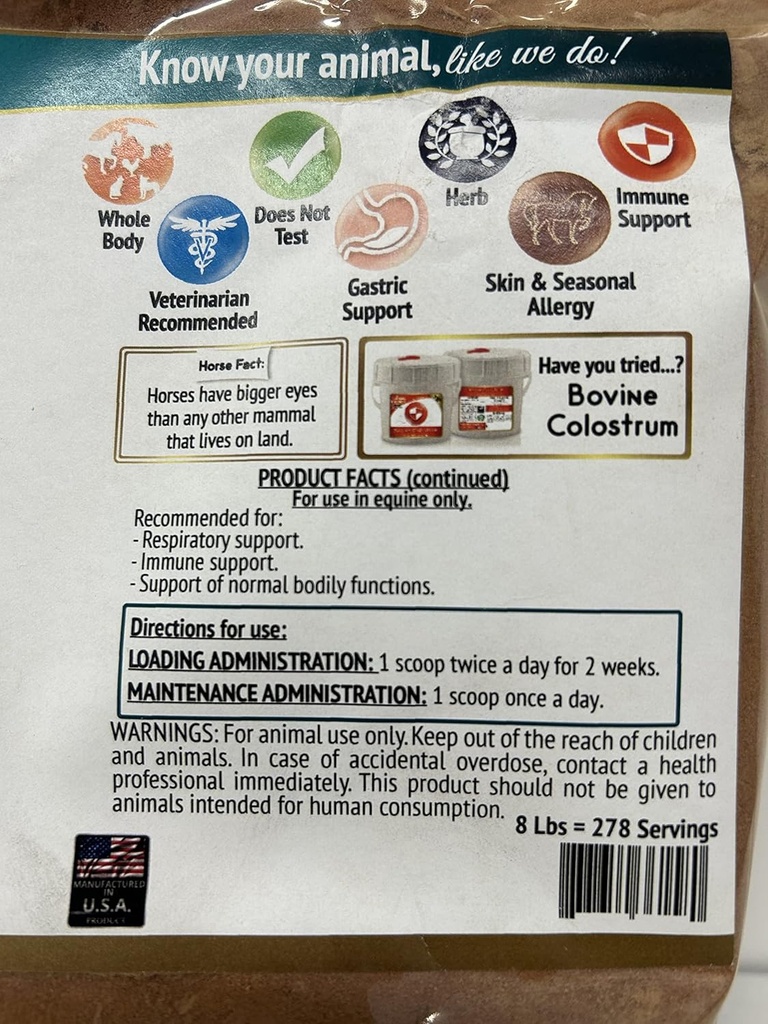 Know your animal, like we do!
Whole
Body
Veterinarian
Recommended
Does Not
Test
Gastric
Support
Herb
Skin & Seasonal
Allergy
Immune
Support
Horse Fact:
Horses have bigger eyes
than any other mammal
that lives on land.
Have you tried...?
Bovine
Colostrum
PRODUCT FACTS (continued)
For use in equine only.
Recommended for:
- Respiratory support.
- Immune support.
- Support of normal bodily functions.
Directions for use:
LOADING ADMINISTRATION: 1 scoop twice a day for 2 weeks.
MAINTENANCE ADMINISTRATION: 1 scoop once a day.
WARNINGS: For animal use only. Keep out of the reach of children
and animals. In case of accidental overdose, contact a health
professional immediately. This product should not be given to
animals intended for human consumption.
8 Lbs = 278 Servings
MANUFACTURED
IN
U.S.A.